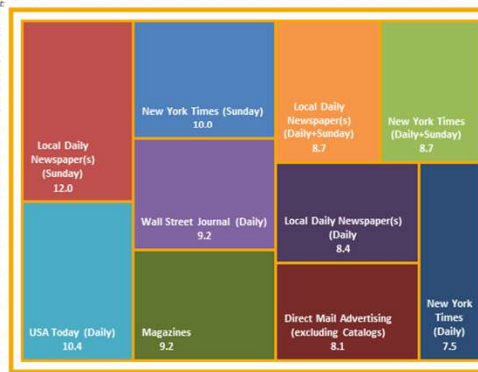 t:
Local Daily
Newspaper(s)
(Sunday)
12.0
USA Today (Daily)
10.4
New York Times (Sunday)
10.0
Wall Street Journal (Daily)
9.2
Magazines
9.2
Local Daily
Newspaper(s)
(Daily+Sunday)
8.7
New York Times
(Daily+Sunday)
8.7
Local Daily Newspaper(s)
(Daily
8.4
Direct Mail Advertising
(excluding Catalogs)
8.1
New York
Times
(Daily)
7.5